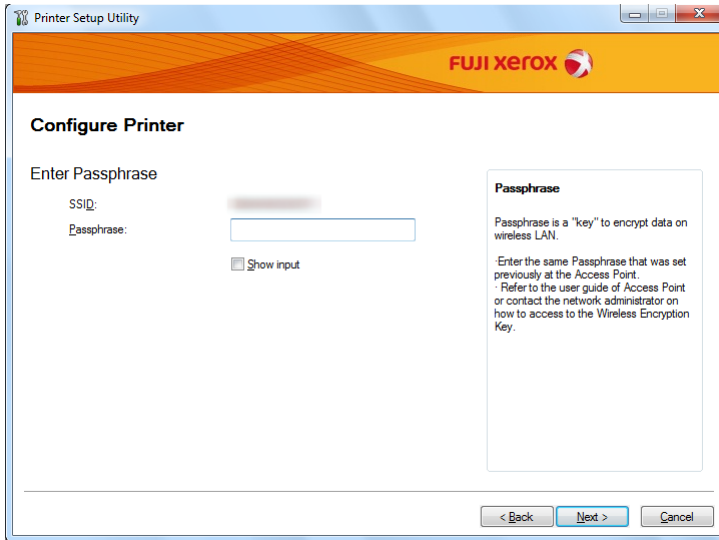 Printer Setup Utility
FUJI XEROX
Configure Printer
Enter Passphrase
SSID:
Passphrase:
Show input
Passphrase
Passphrase is a "key" to encrypt data on
wireless LAN.
·Enter the same Passphrase that was set
previously at the Access Point.
· Refer to the user guide of Access Point
or contact the network administrator on
how to access to the Wireless Encryption
Key.
< Back
Next >
Cancel